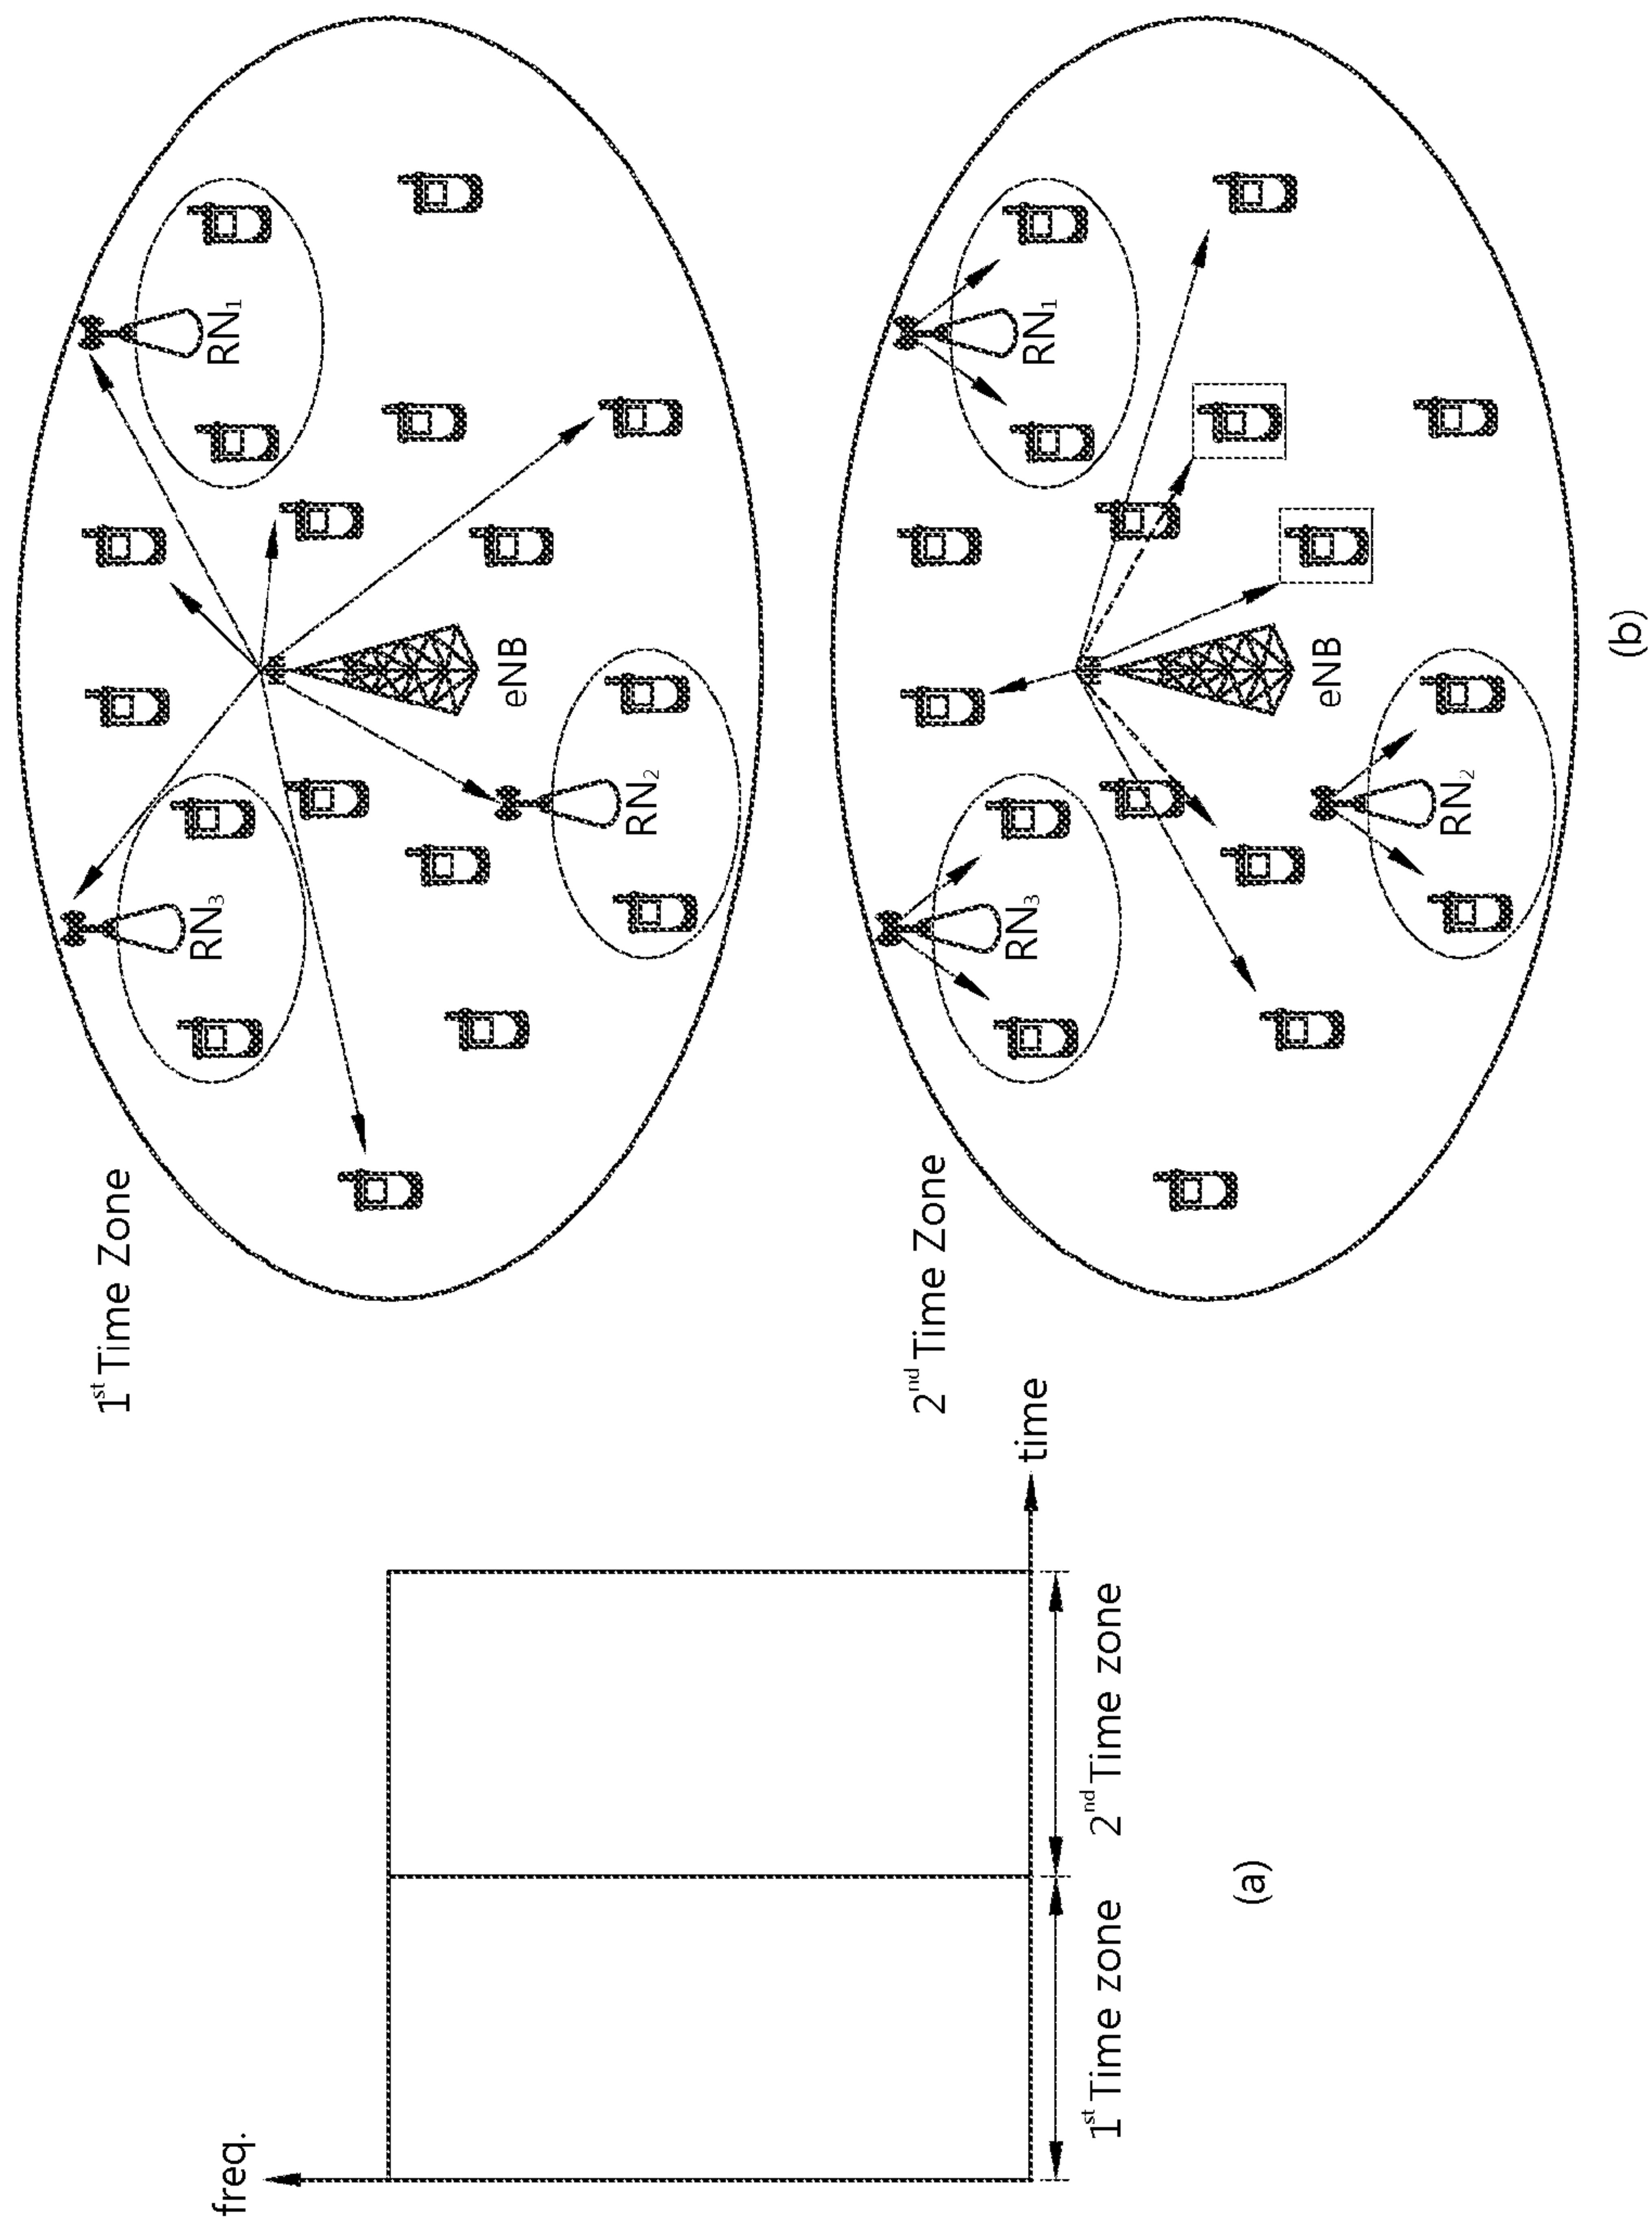 freq.
time
1st Time zone
2nd Time zone
(a)
1st Time Zone
RN3
RN1
eNB
RN2
2nd Time Zone
RN3
RN1
eNB
RN2
(b)